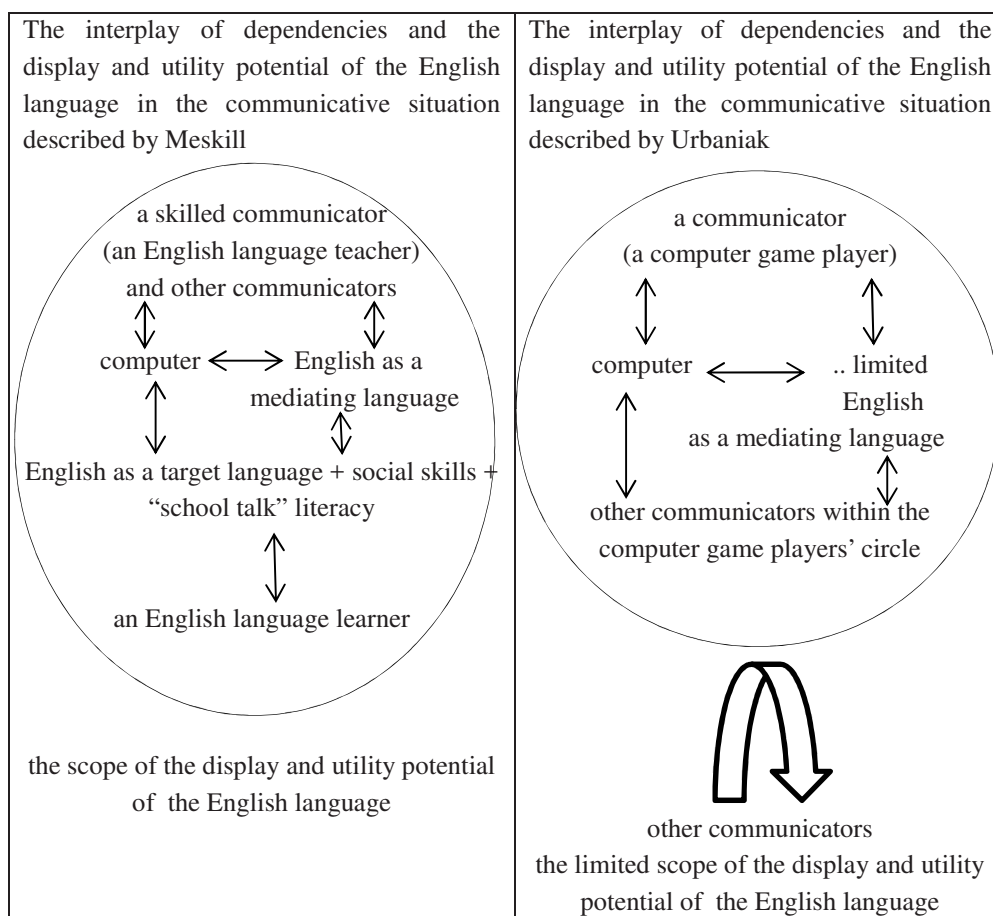 The interplay of dependencies and the
display and utility potential of the English
language in the communicative situation
described by Meskill
a skilled communicator
(an English language teacher)
and other communicators
computer
English as a
mediating language
English as a target language + social skills +
“school talk” literacy
an English language learner
the scope of the display and utility potential
of the English language
The interplay of dependencies and the
display and utility potential of the English
language in the communicative situation
described by Urbaniak
a communicator
(a computer game player)
computer
.. limited
English
as a mediating language
other communicators within the
computer game players’ circle
other communicators
the limited scope of the display and utility
potential of the English language